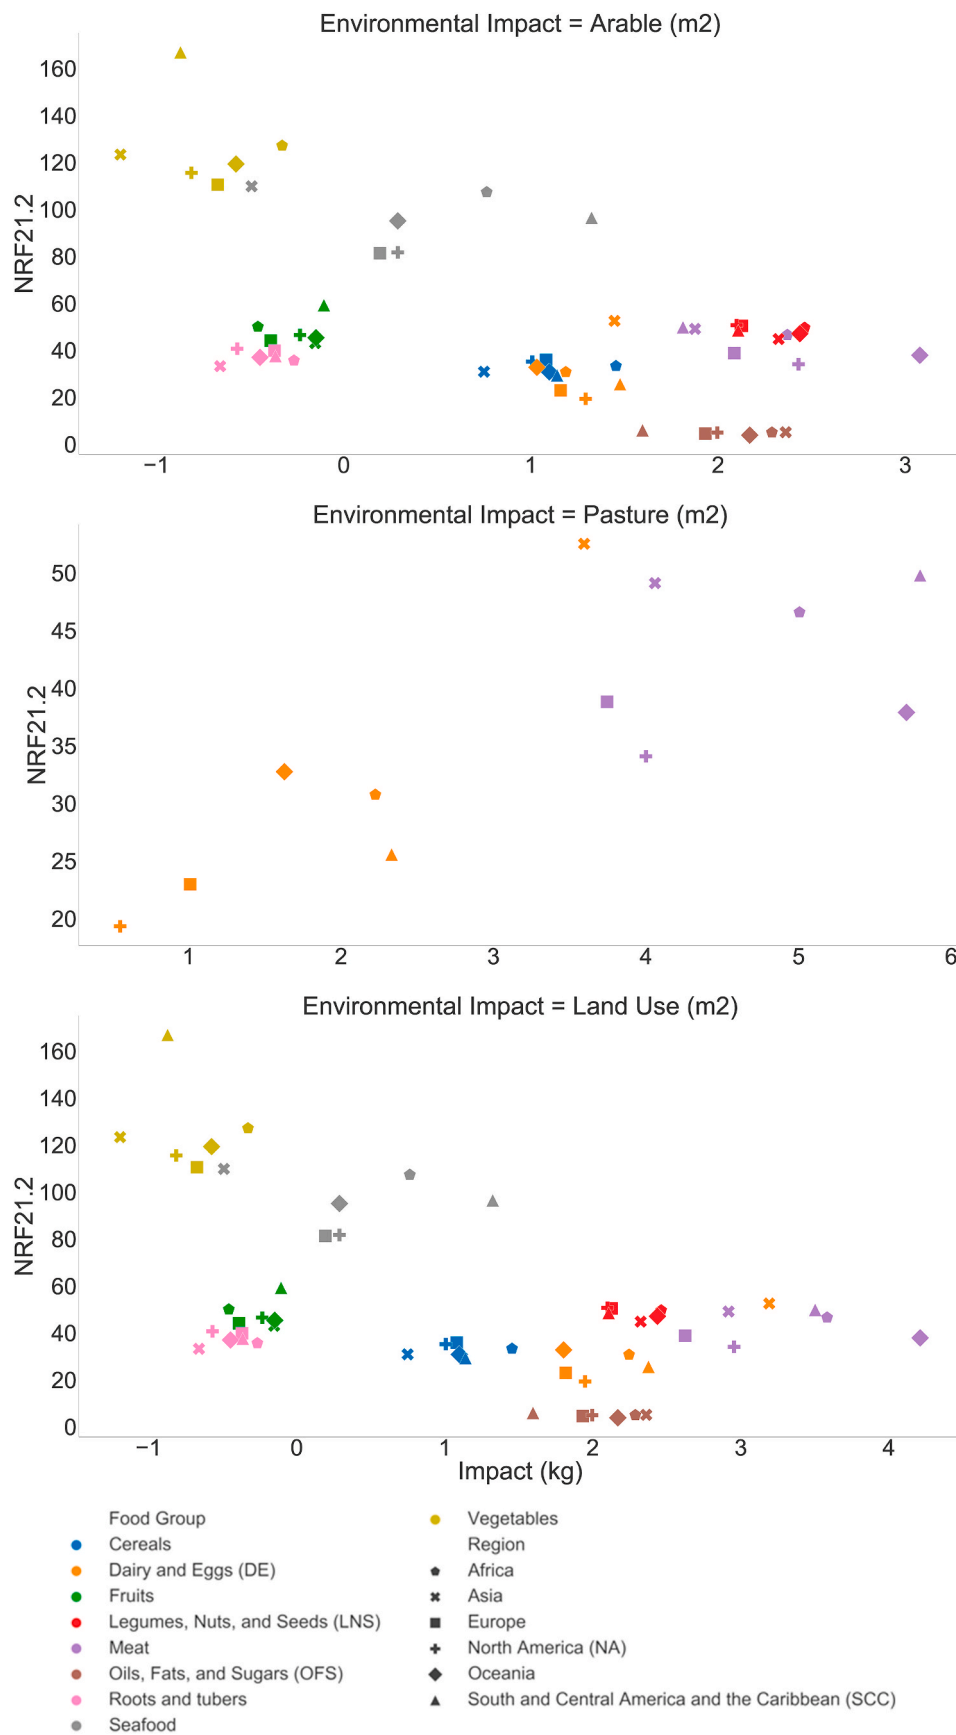 Environmental Impact = Arable (m2)
160
140
120
100
80
60
40
20
0
NRF21.2
−1 0 1 2 3
Environmental Impact = Pasture (m2)
50
45
40
35
30
25
20
NRF21.2
1 2 3 4 5 6
Environmental Impact = Land Use (m2)
160
140
120
100
80
60
40
20
0
NRF21.2
−1 0 1 2 3 4
Impact (kg)
Food Group
Cereals
Dairy and Eggs (DE)
Fruits
Legumes, Nuts, and Seeds (LNS)
Meat
Oils, Fats, and Sugars (OFS)
Roots and tubers
Seafood
Vegetables
Region
Africa
Asia
Europe
North America (NA)
Oceania
South and Central America and the Caribbean (SCC)